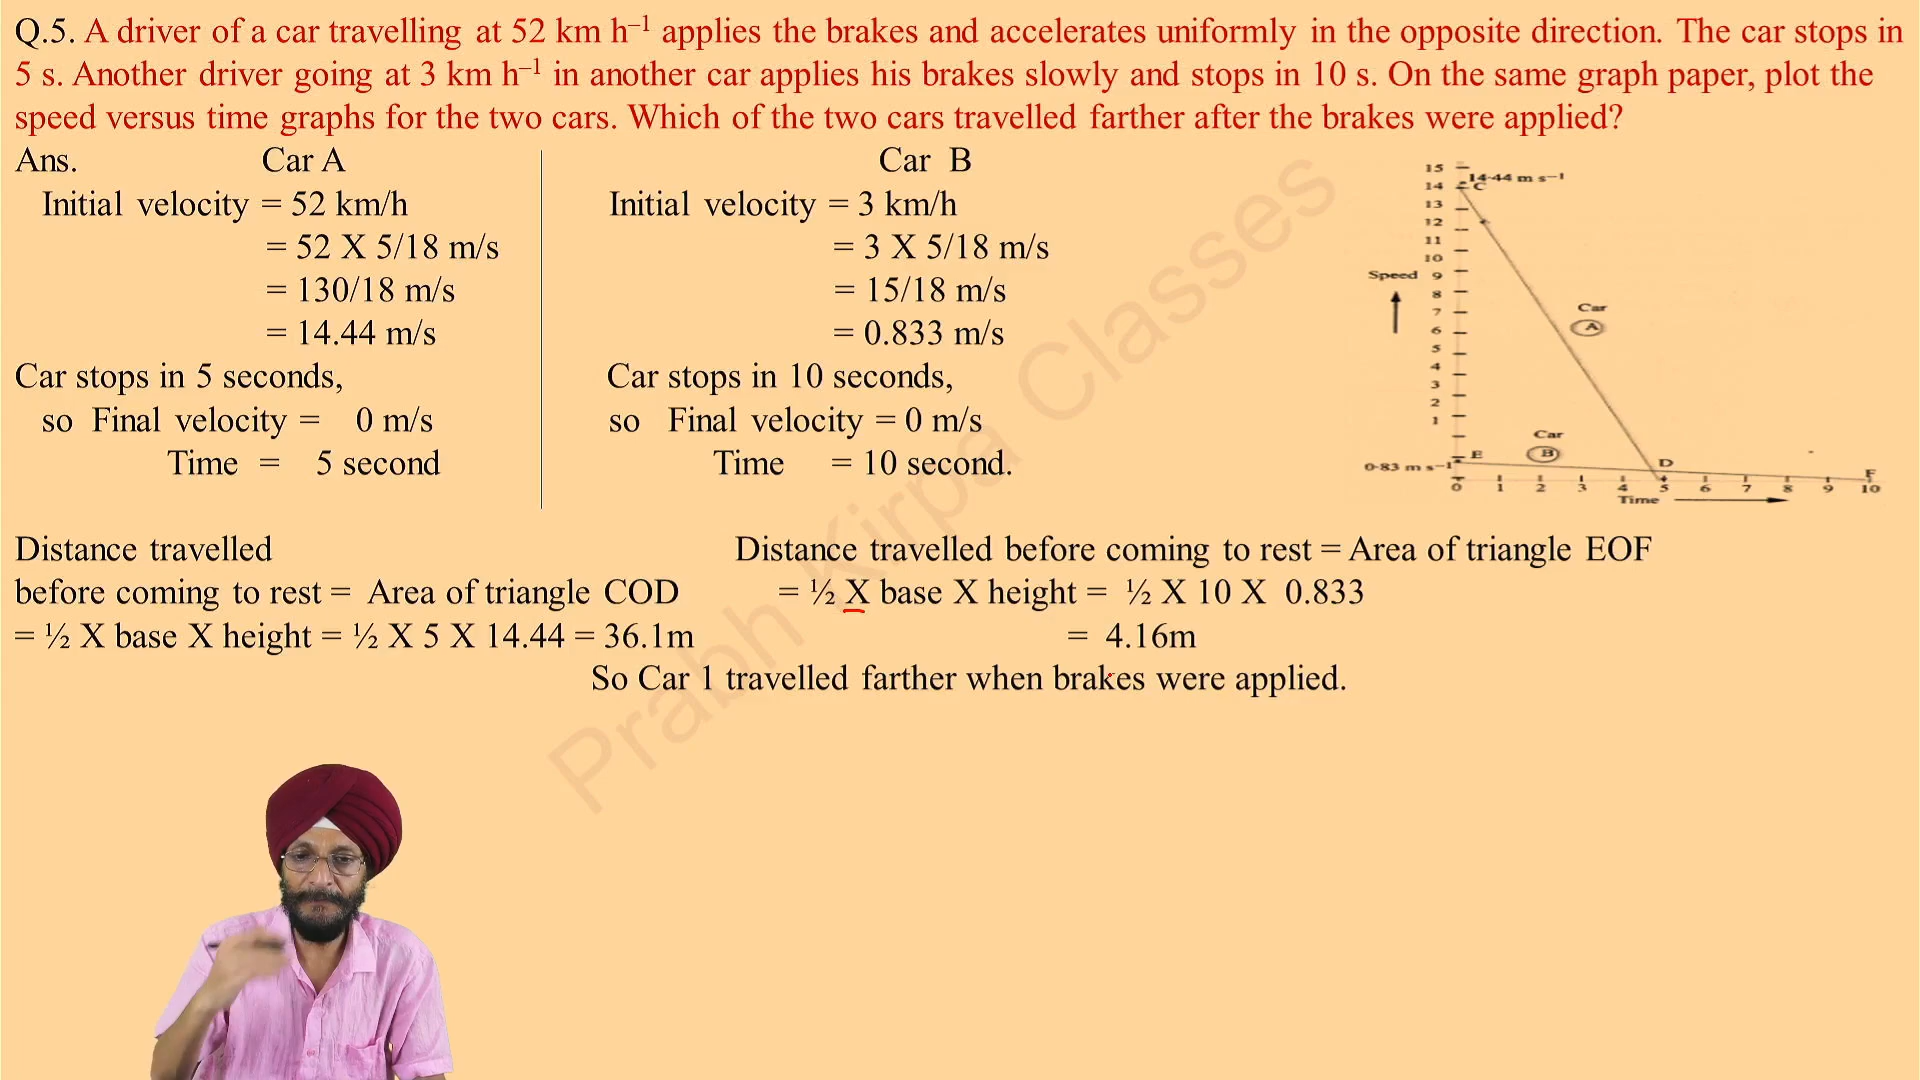 Q.5. A driver of a car travelling at 52 km h⁻¹ applies the brakes and accelerates uniformly in the opposite direction. The car stops in
5 s. Another driver going at 3 km h⁻¹ in another car applies his brakes slowly and stops in 10 s. On the same graph paper, plot the
speed versus time graphs for the two cars. Which of the two cars travelled farther after the brakes were applied?
Ans. Car A
Initial velocity = 52 km/h
= 52 X 5/18 m/s
= 130/18 m/s
= 14.44 m/s
Car stops in 5 seconds,
so Final velocity = 0 m/s
Time = 5 second
Car B
Initial velocity = 3 km/h
= 3 X 5/18 m/s
= 15/18 m/s
= 0.833 m/s
Car stops in 10 seconds,
so Final velocity = 0 m/s
Time = 10 second.
15
14·44 m s⁻¹
14 C
13
12
11
10
Speed 9
8
7
6
5
4
3
2
1
Car
A
Car
B
0·83 m s⁻¹ E
D
F
0 1 2 3 4 5 6 7 8 9 10
Time
Distance travelled
before coming to rest = Area of triangle COD
= ½ X base X height = ½ X 5 X 14.44 = 36.1m
Distance travelled before coming to rest = Area of triangle EOF
= ½ X base X height = ½ X 10 X 0.833
= 4.16m
So Car 1 travelled farther when brakes were applied.
Prabh Kirpa Classes